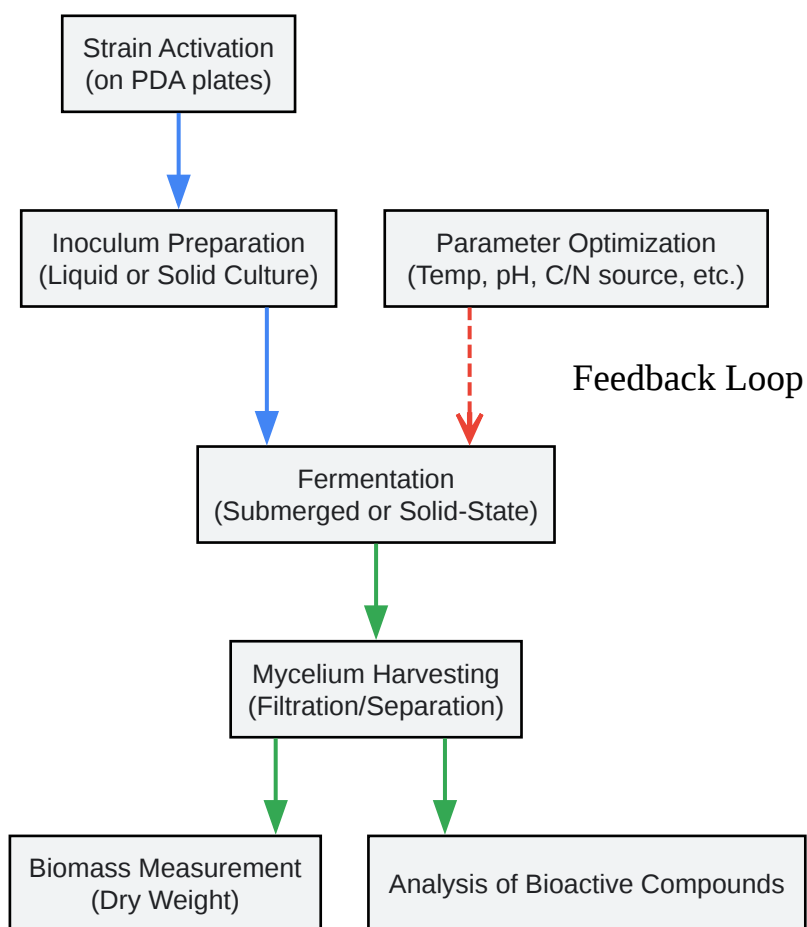 Strain Activation
(on PDA plates)
Inoculum Preparation
(Liquid or Solid Culture)
Parameter Optimization
(Temp, pH, C/N source, etc.)
Feedback Loop
Fermentation
(Submerged or Solid-State)
Mycelium Harvesting
(Filtration/Separation)
Biomass Measurement
(Dry Weight)
Analysis of Bioactive Compounds